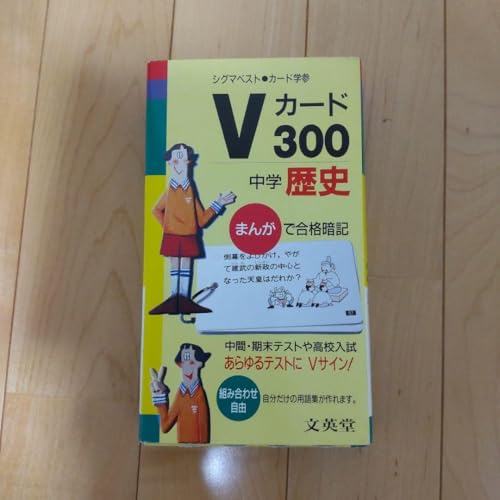 シグマベスト●カード学参
Vカード
300
中学 歴史
まんがで合格暗記
倒幕をよびかけ、やが
て建武の新政の中心と
なった天皇はだれか?
57
中間・期末テストや高校入試
あらゆるテストに Vサイン!
組み合わせ
自由
自分だけの用語集が作れます。
文英堂